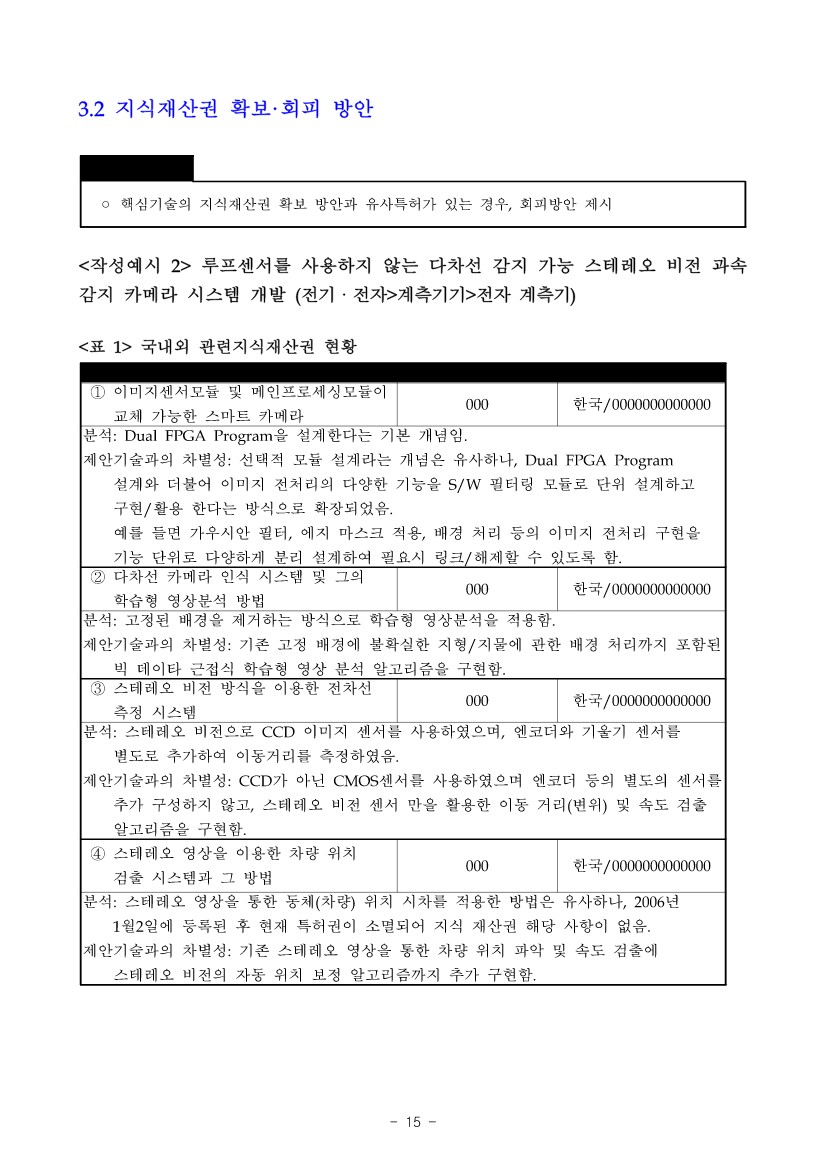 3.2 지식재산권 확보·회피 방안
○ 핵심기술의 지식재산권 확보 방안과 유사특허가 있는 경우, 회피방안 제시
<작성예시 2> 루프센서를 사용하지 않는 다차선 감지 가능 스테레오 비전 과속
감지 카메라 시스템 개발 (전기 · 전자>계측기기>전자 계측기)
<표 1> 국내외 관련지식재산권 현황
① 이미지센서모듈 및 메인프로세싱모듈이
교체 가능한 스마트 카메라
000
한국/0000000000000
분석: Dual FPGA Program을 설계한다는 기본 개념임.
제안기술과의 차별성: 선택적 모듈 설계라는 개념은 유사하나, Dual FPGA Program
설계와 더불어 이미지 전처리의 다양한 기능을 S/W 필터링 모듈로 단위 설계하고
구현/활용 한다는 방식으로 확장되었음.
예를 들면 가우시안 필터, 에지 마스크 적용, 배경 처리 등의 이미지 전처리 구현을
기능 단위로 다양하게 분리 설계하여 필요시 링크/해제할 수 있도록 함.
② 다차선 카메라 인식 시스템 및 그의
학습형 영상분석 방법
000
한국/0000000000000
분석: 고정된 배경을 제거하는 방식으로 학습형 영상분석을 적용함.
제안기술과의 차별성: 기존 고정 배경에 불확실한 지형/지물에 관한 배경 처리까지 포함된
빅 데이타 근접식 학습형 영상 분석 알고리즘을 구현함.
③ 스테레오 비전 방식을 이용한 전차선
측정 시스템
000
한국/0000000000000
분석: 스테레오 비전으로 CCD 이미지 센서를 사용하였으며, 엔코더와 기울기 센서를
별도로 추가하여 이동거리를 측정하였음.
제안기술과의 차별성: CCD가 아닌 CMOS센서를 사용하였으며 엔코더 등의 별도의 센서를
추가 구성하지 않고, 스테레오 비전 센서 만을 활용한 이동 거리(변위) 및 속도 검출
알고리즘을 구현함.
④ 스테레오 영상을 이용한 차량 위치
검출 시스템과 그 방법
000
한국/0000000000000
분석: 스테레오 영상을 통한 동체(차량) 위치 시차를 적용한 방법은 유사하나, 2006년
1월2일에 등록된 후 현재 특허권이 소멸되어 지식 재산권 해당 사항이 없음.
제안기술과의 차별성: 기존 스테레오 영상을 통한 차량 위치 파악 및 속도 검출에
스테레오 비전의 자동 위치 보정 알고리즘까지 추가 구현함.
- 15 -